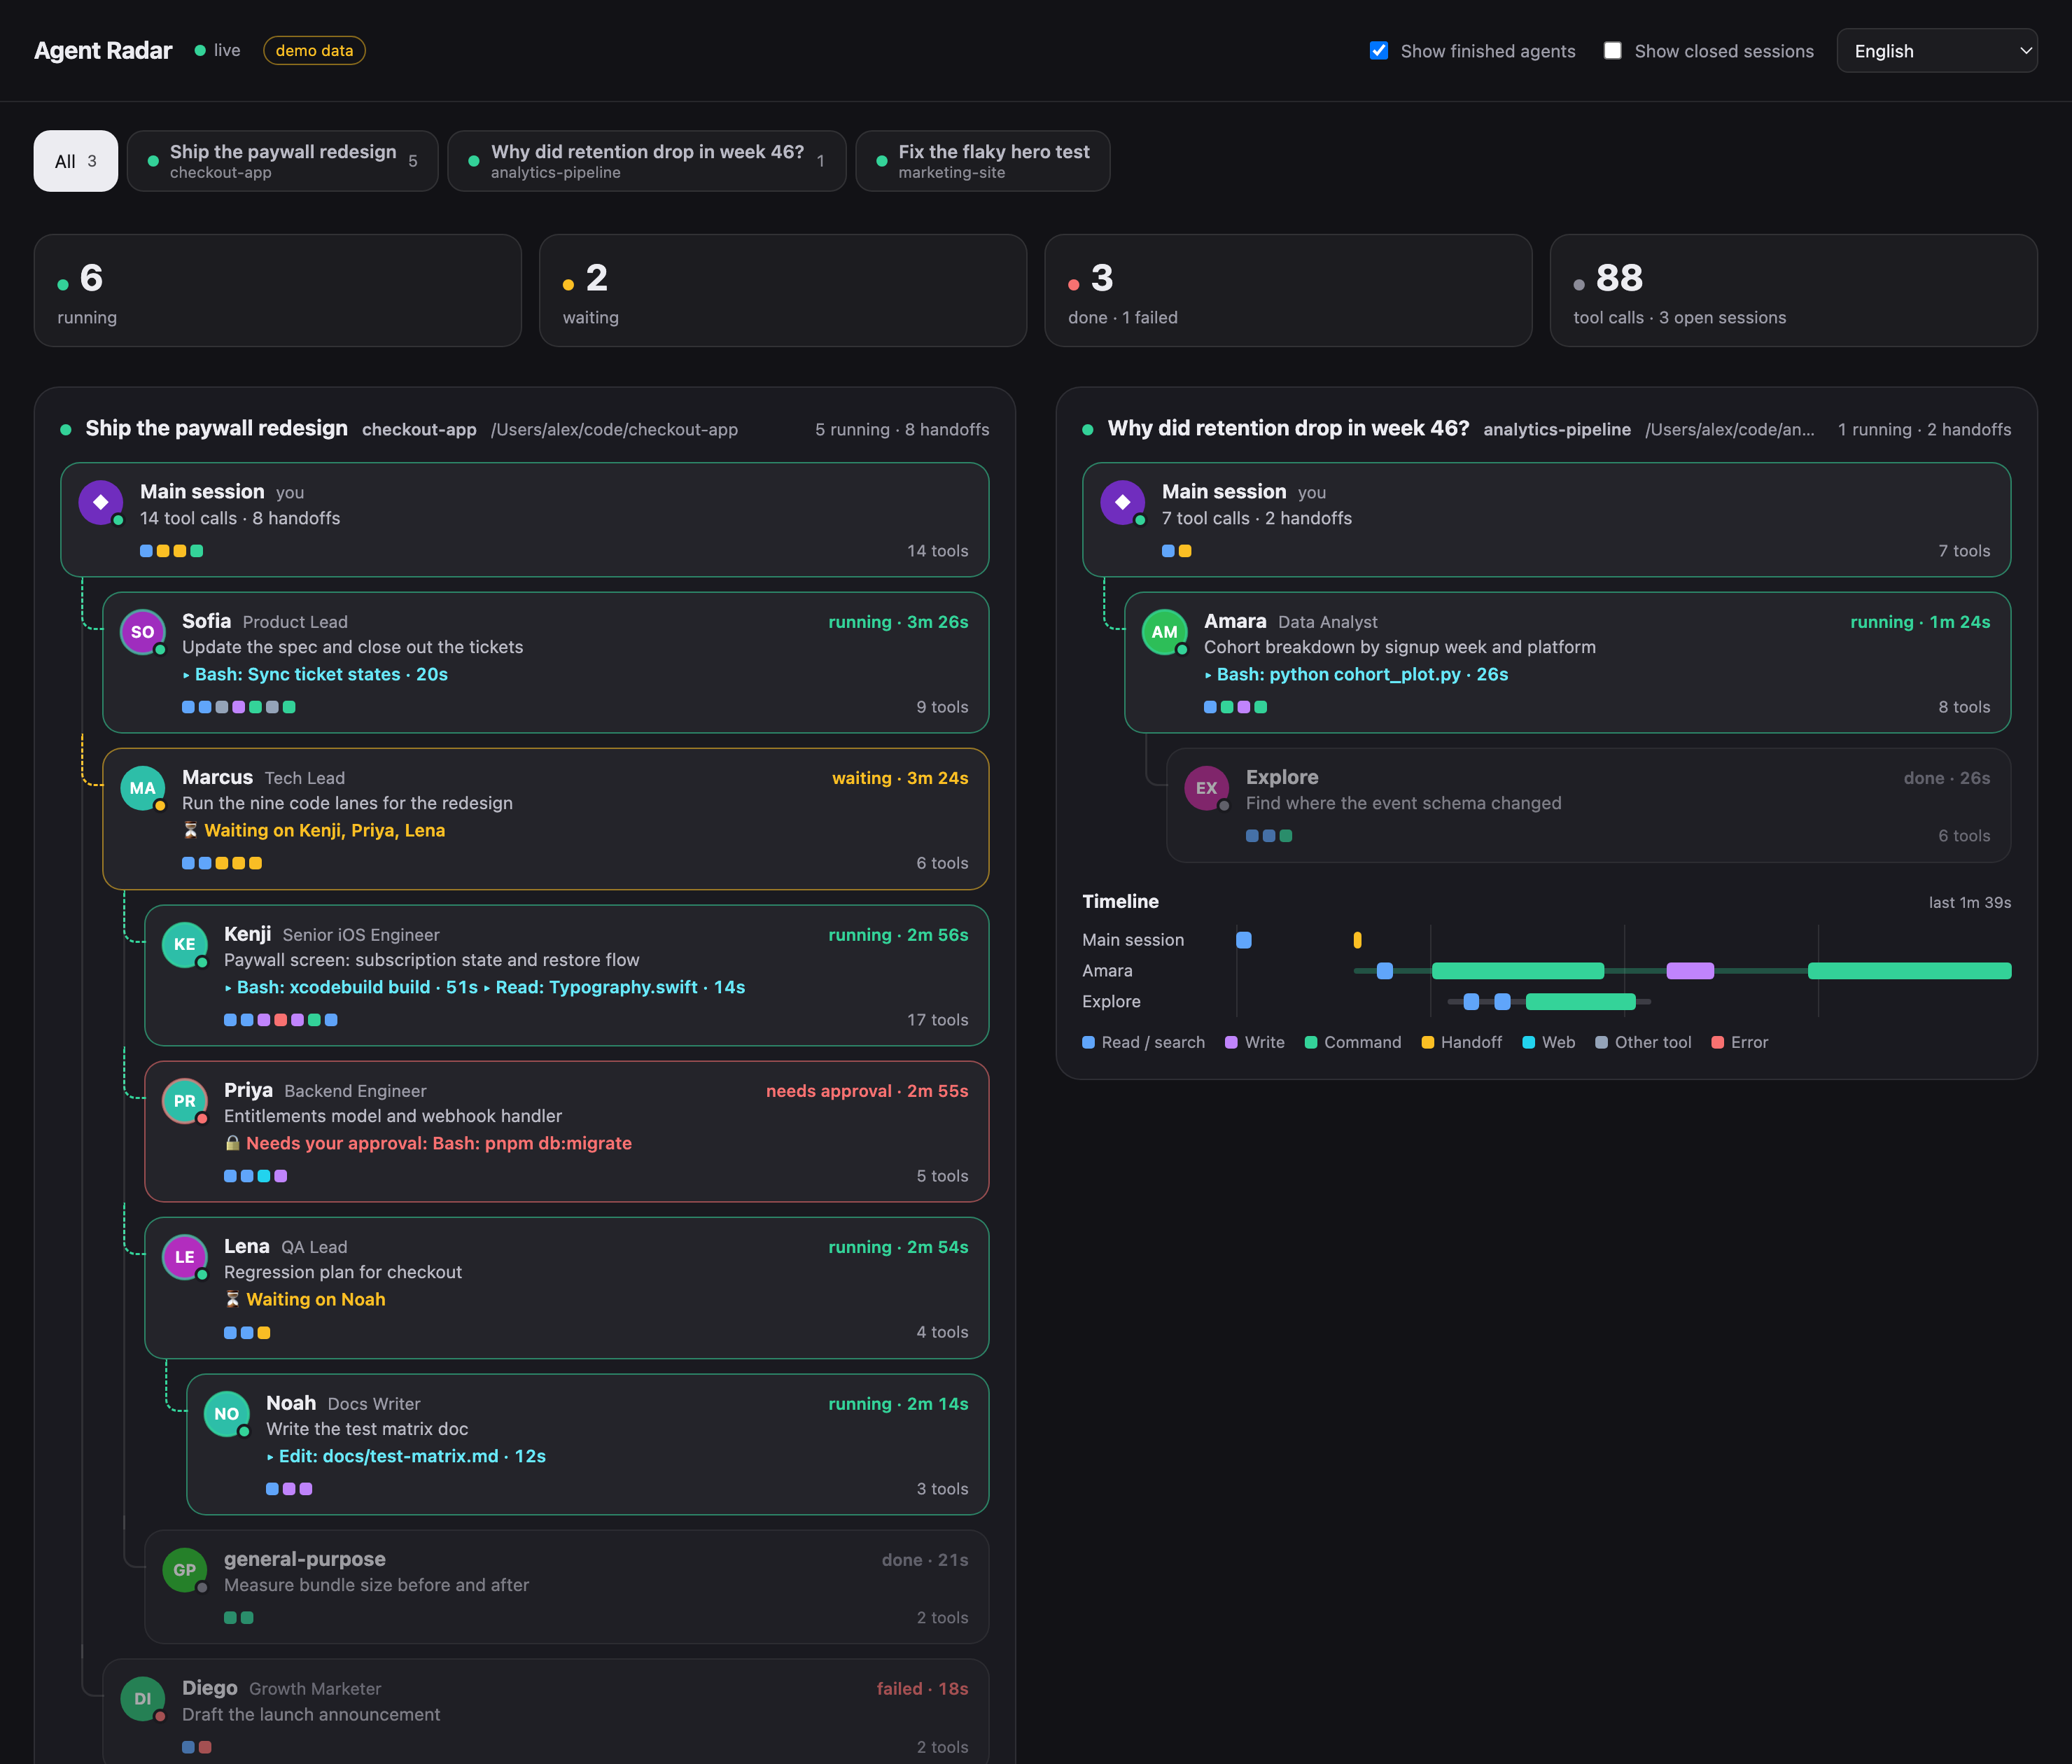 Agent Radar live demo data Show finished agents Show closed sessions English
All 3
Ship the paywall redesign 5
checkout-app
Why did retention drop in week 46? 1
analytics-pipeline
Fix the flaky hero test
marketing-site
6
running
2
waiting
3
done · 1 failed
88
tool calls · 3 open sessions
Ship the paywall redesign checkout-app /Users/alex/code/checkout-app 5 running · 8 handoffs
Main session you
14 tool calls · 8 handoffs
14 tools
SO
Sofia Product Lead running · 3m 26s
Update the spec and close out the tickets
▸ Bash: Sync ticket states · 20s
9 tools
MA
Marcus Tech Lead waiting · 3m 24s
Run the nine code lanes for the redesign
⏳ Waiting on Kenji, Priya, Lena
6 tools
KE
Kenji Senior iOS Engineer running · 2m 56s
Paywall screen: subscription state and restore flow
▸ Bash: xcodebuild build · 51s ▸ Read: Typography.swift · 14s
17 tools
PR
Priya Backend Engineer needs approval · 2m 55s
Entitlements model and webhook handler
🔒 Needs your approval: Bash: pnpm db:migrate
5 tools
LE
Lena QA Lead running · 2m 54s
Regression plan for checkout
⏳ Waiting on Noah
4 tools
NO
Noah Docs Writer running · 2m 14s
Write the test matrix doc
▸ Edit: docs/test-matrix.md · 12s
3 tools
GP
general-purpose done · 21s
Measure bundle size before and after
2 tools
DI
Diego Growth Marketer failed · 18s
Draft the launch announcement
2 tools
Why did retention drop in week 46? analytics-pipeline /Users/alex/code/an... 1 running · 2 handoffs
Main session you
7 tool calls · 2 handoffs
7 tools
AM
Amara Data Analyst running · 1m 24s
Cohort breakdown by signup week and platform
▸ Bash: python cohort_plot.py · 26s
8 tools
EX
Explore done · 26s
Find where the event schema changed
6 tools
Timeline last 1m 39s
Main session
Amara
Explore
Read / search Write Command Handoff Web Other tool Error